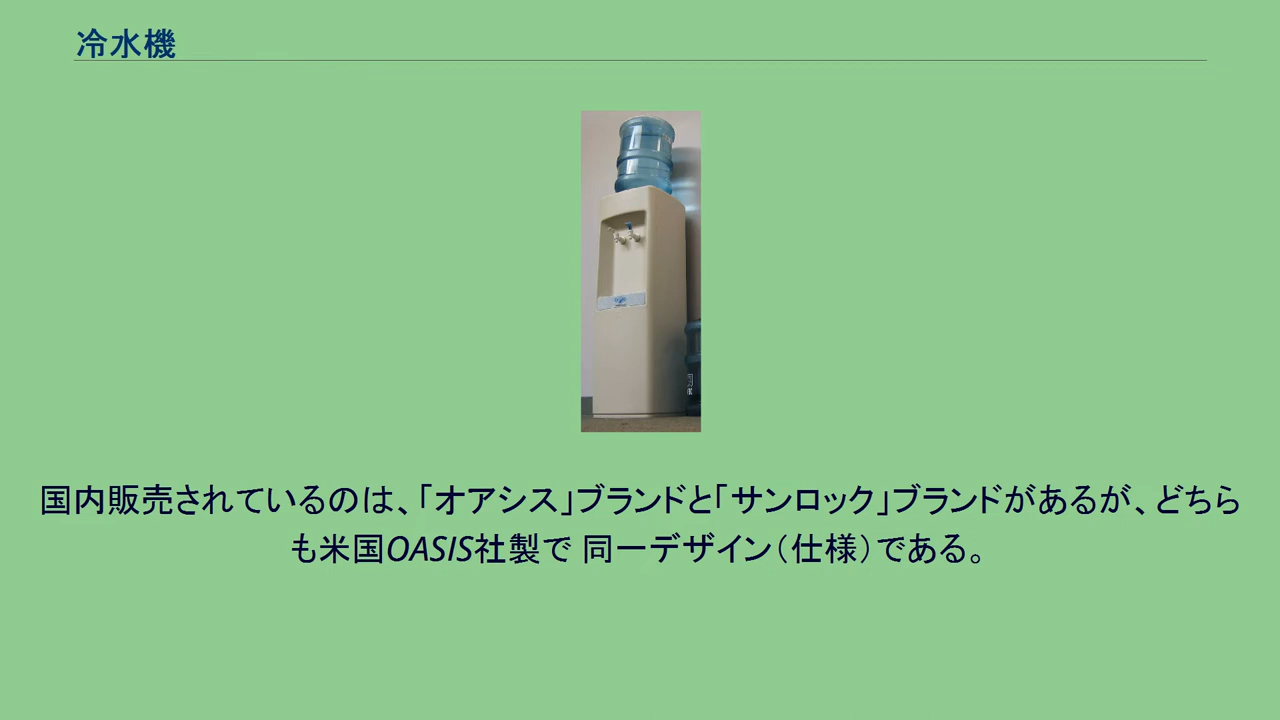 冷水機
国内販売されているのは、「オアシス」ブランドと「サンロック」ブランドがあるが、どちら
も米国OASIS社製で 同一デザイン（仕様）である。